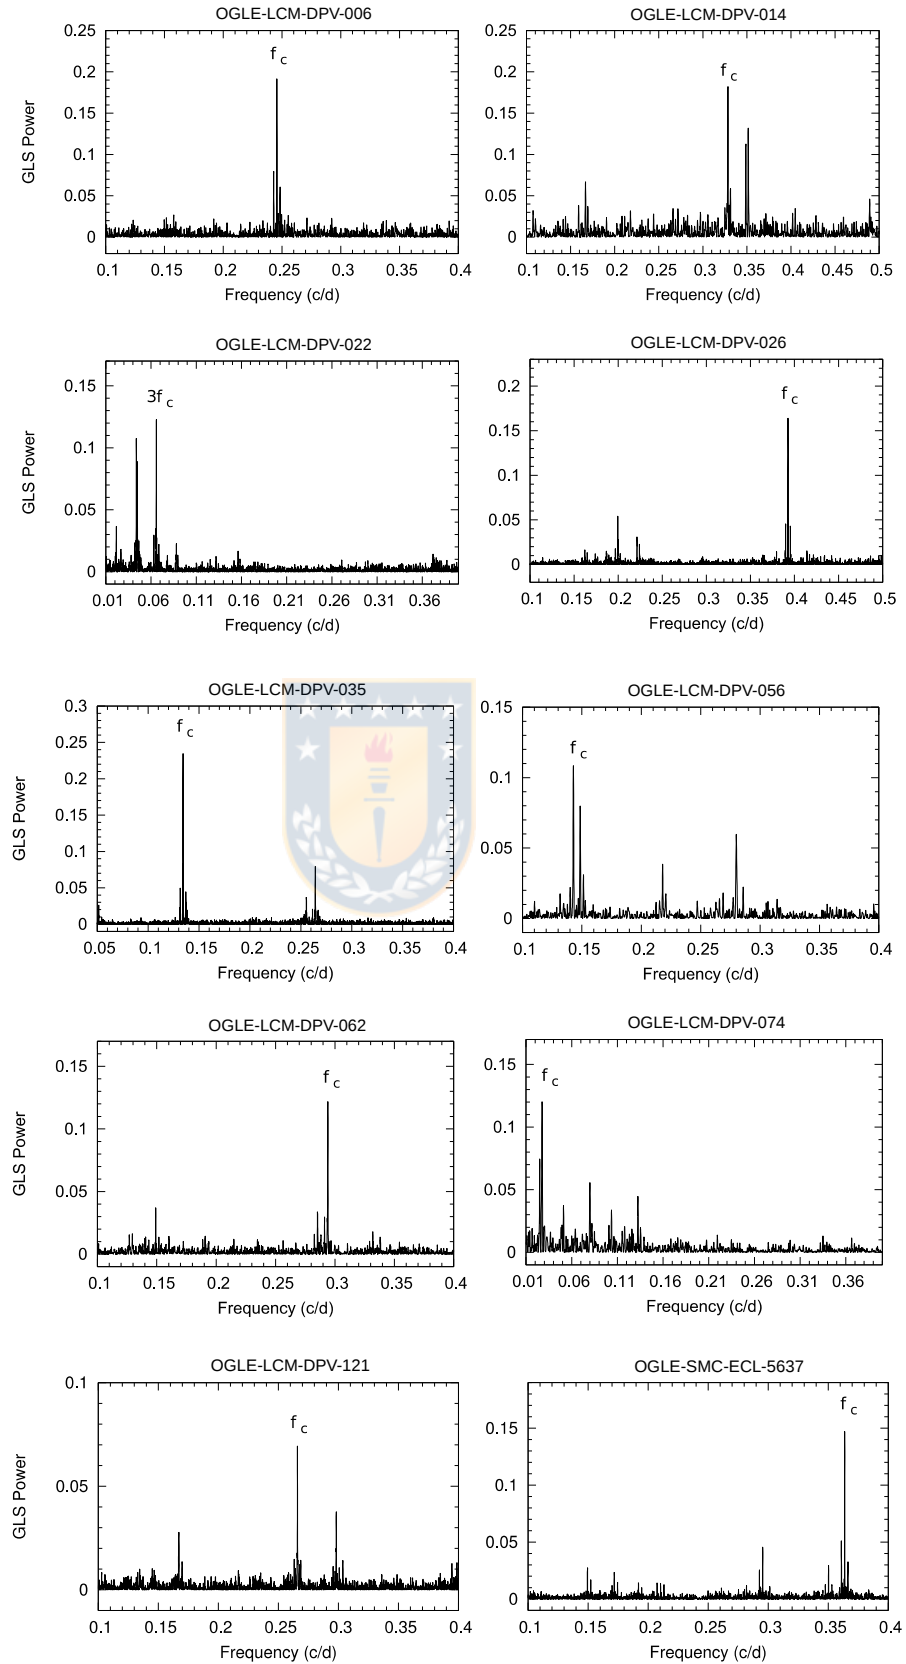 OGLE-LCM-DPV-006 OGLE-LCM-DPV-014
0.25 0.25
f c f c
0.2 0.2
GLS Power
0.15 0.15
0.1 0.1
0.05 0.05
0 0
0.1 0.15 0.2 0.25 0.3 0.35 0.4 0.1 0.15 0.2 0.25 0.3 0.35 0.4 0.45 0.5
Frequency (c/d) Frequency (c/d)
OGLE-LCM-DPV-022 OGLE-LCM-DPV-026
0.15 0.2
3f c f c
GLS Power
0.1 0.15
0.1
0.05 0.05
0 0
0.01 0.06 0.11 0.16 0.21 0.26 0.31 0.36 0.1 0.15 0.2 0.25 0.3 0.35 0.4 0.45 0.5
Frequency (c/d) Frequency (c/d)
OGLE-LCM-DPV-035 OGLE-LCM-DPV-056
0.3 0.15
f c f c
0.25
0.2 0.1
GLS Power
0.15
0.1 0.05
0.05
0 0
0.05 0.1 0.15 0.2 0.25 0.3 0.35 0.4 0.1 0.15 0.2 0.25 0.3 0.35 0.4
Frequency (c/d) Frequency (c/d)
OGLE-LCM-DPV-062 OGLE-LCM-DPV-074
0.15 0.15
f c f c
GLS Power
0.1 0.1
0.05 0.05
0 0
0.1 0.15 0.2 0.25 0.3 0.35 0.4 0.01 0.06 0.11 0.16 0.21 0.26 0.31 0.36
Frequency (c/d) Frequency (c/d)
OGLE-LCM-DPV-121 OGLE-SMC-ECL-5637
0.1
f c f c
0.15
GLS Power
0.05 0.1
0.05
0 0
0.1 0.15 0.2 0.25 0.3 0.35 0.4 0.1 0.15 0.2 0.25 0.3 0.35 0.4
Frequency (c/d) Frequency (c/d)